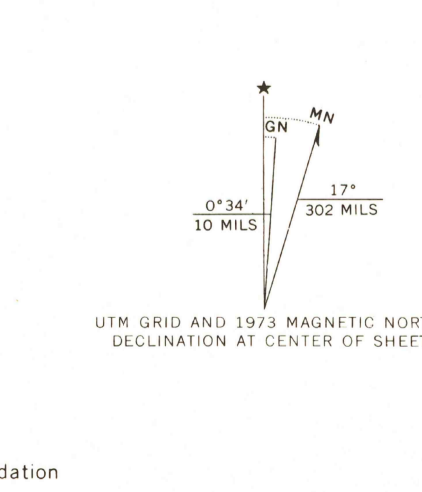 ★
MN
GN
0°34′
10 MILS
17°
302 MILS
UTM GRID AND 1973 MAGNETIC NOR
DECLINATION AT CENTER OF SHEET
dation